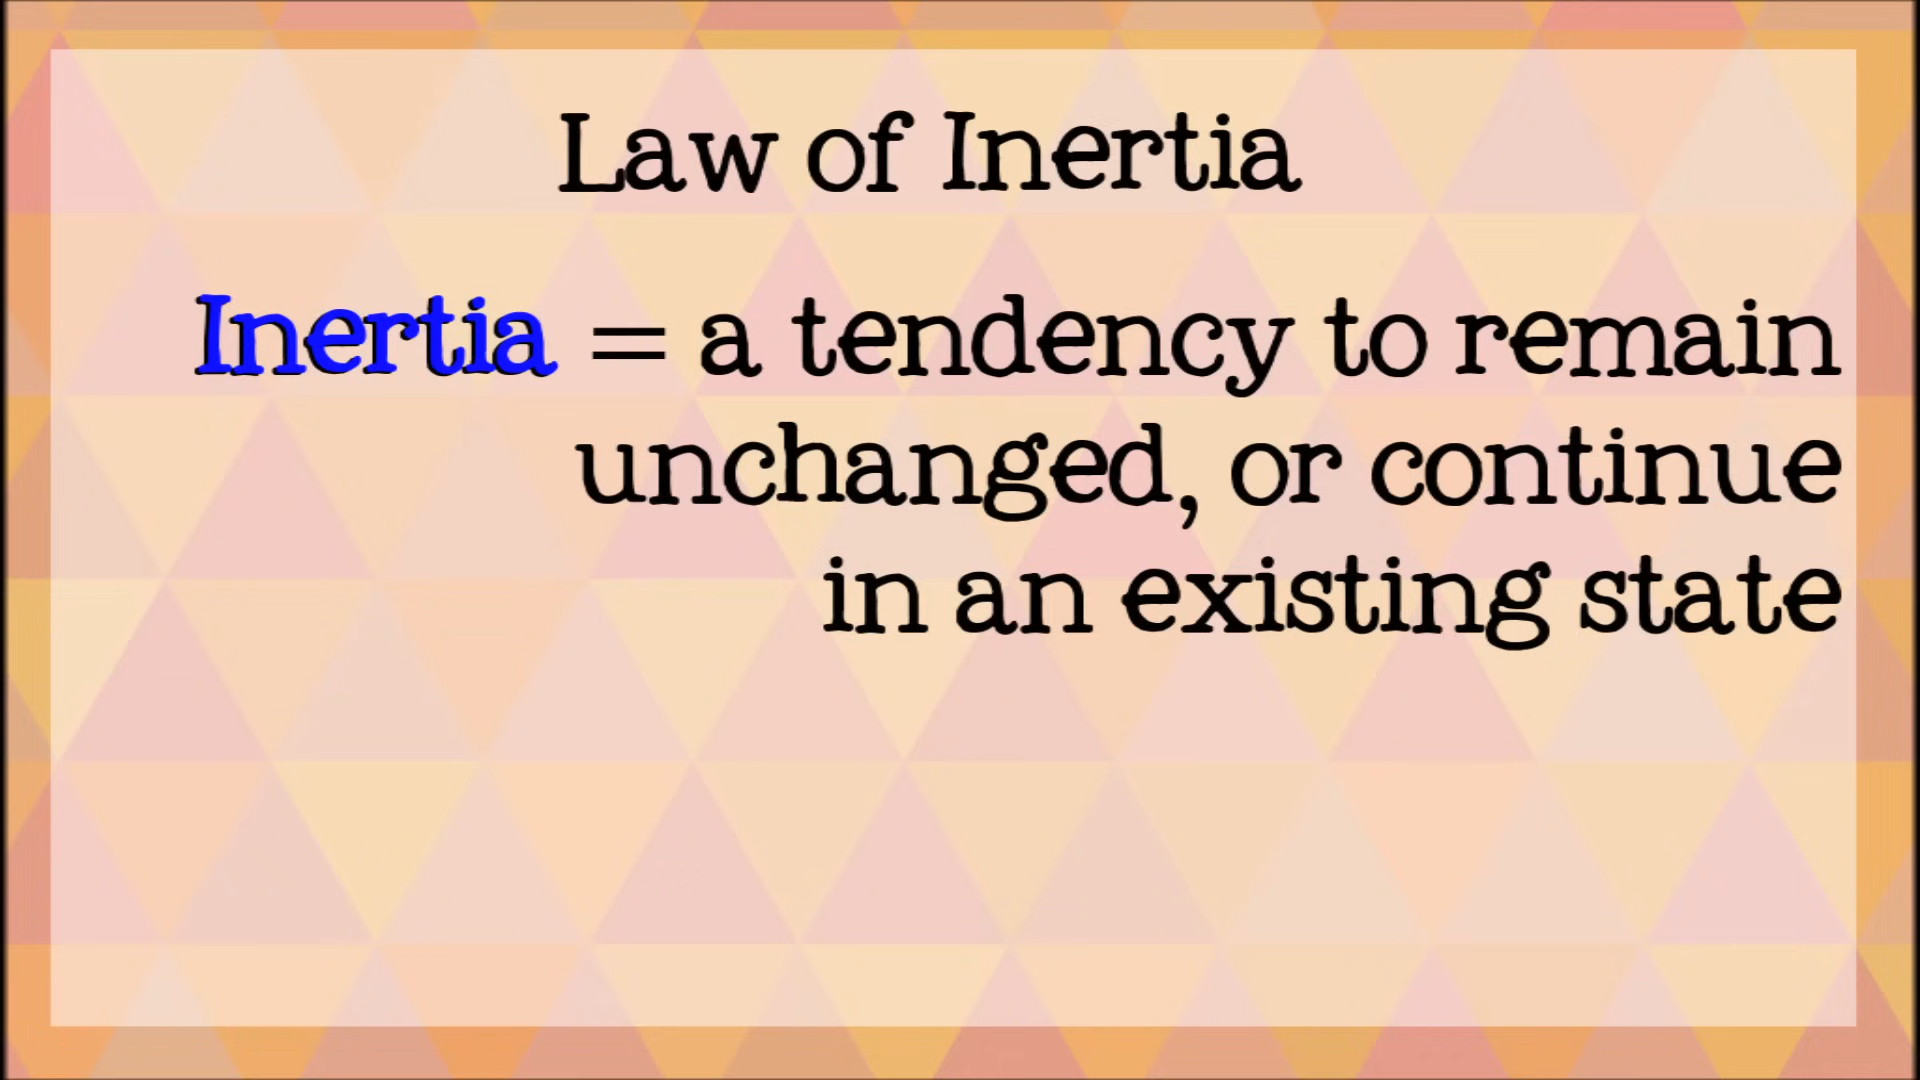 Law of Inertia
Inertia = a tendency to remain
unchanged, or continue
in an existing state